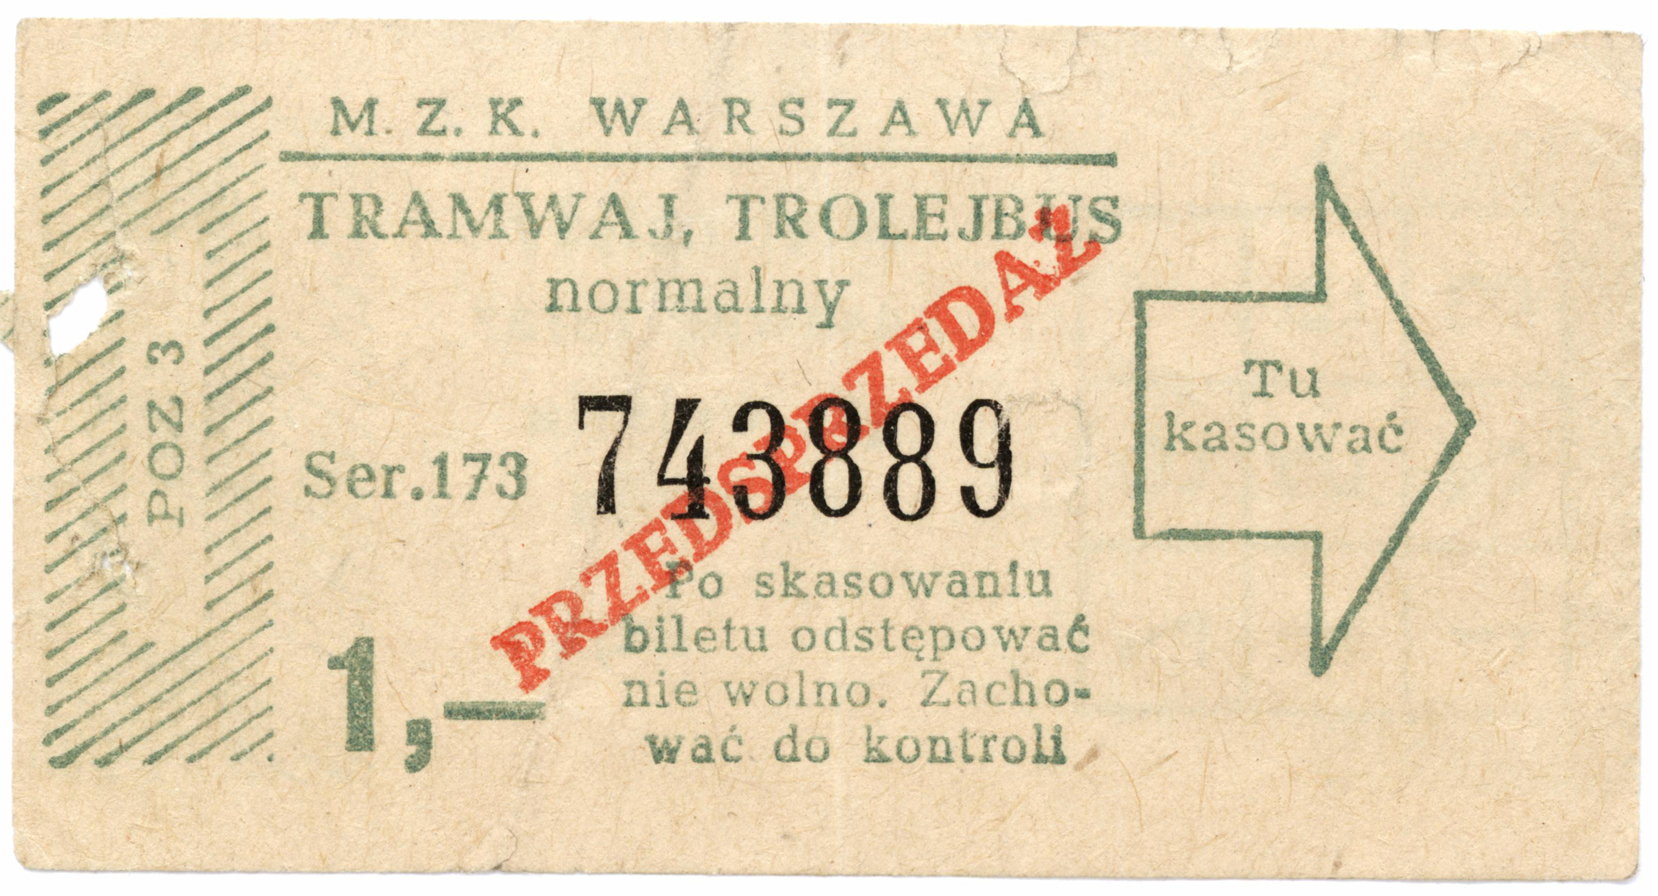 M. Z. K. WARSZAWA
TRAMWAJ, TROLEJBUS
normalny
PRZEDSPRZEDAŻ
POZ 3
Ser.173 743889
Tu
kasować
1,—
Po skasowaniu
biletu odstępować
nie wolno. Zacho-
wać do kontroli